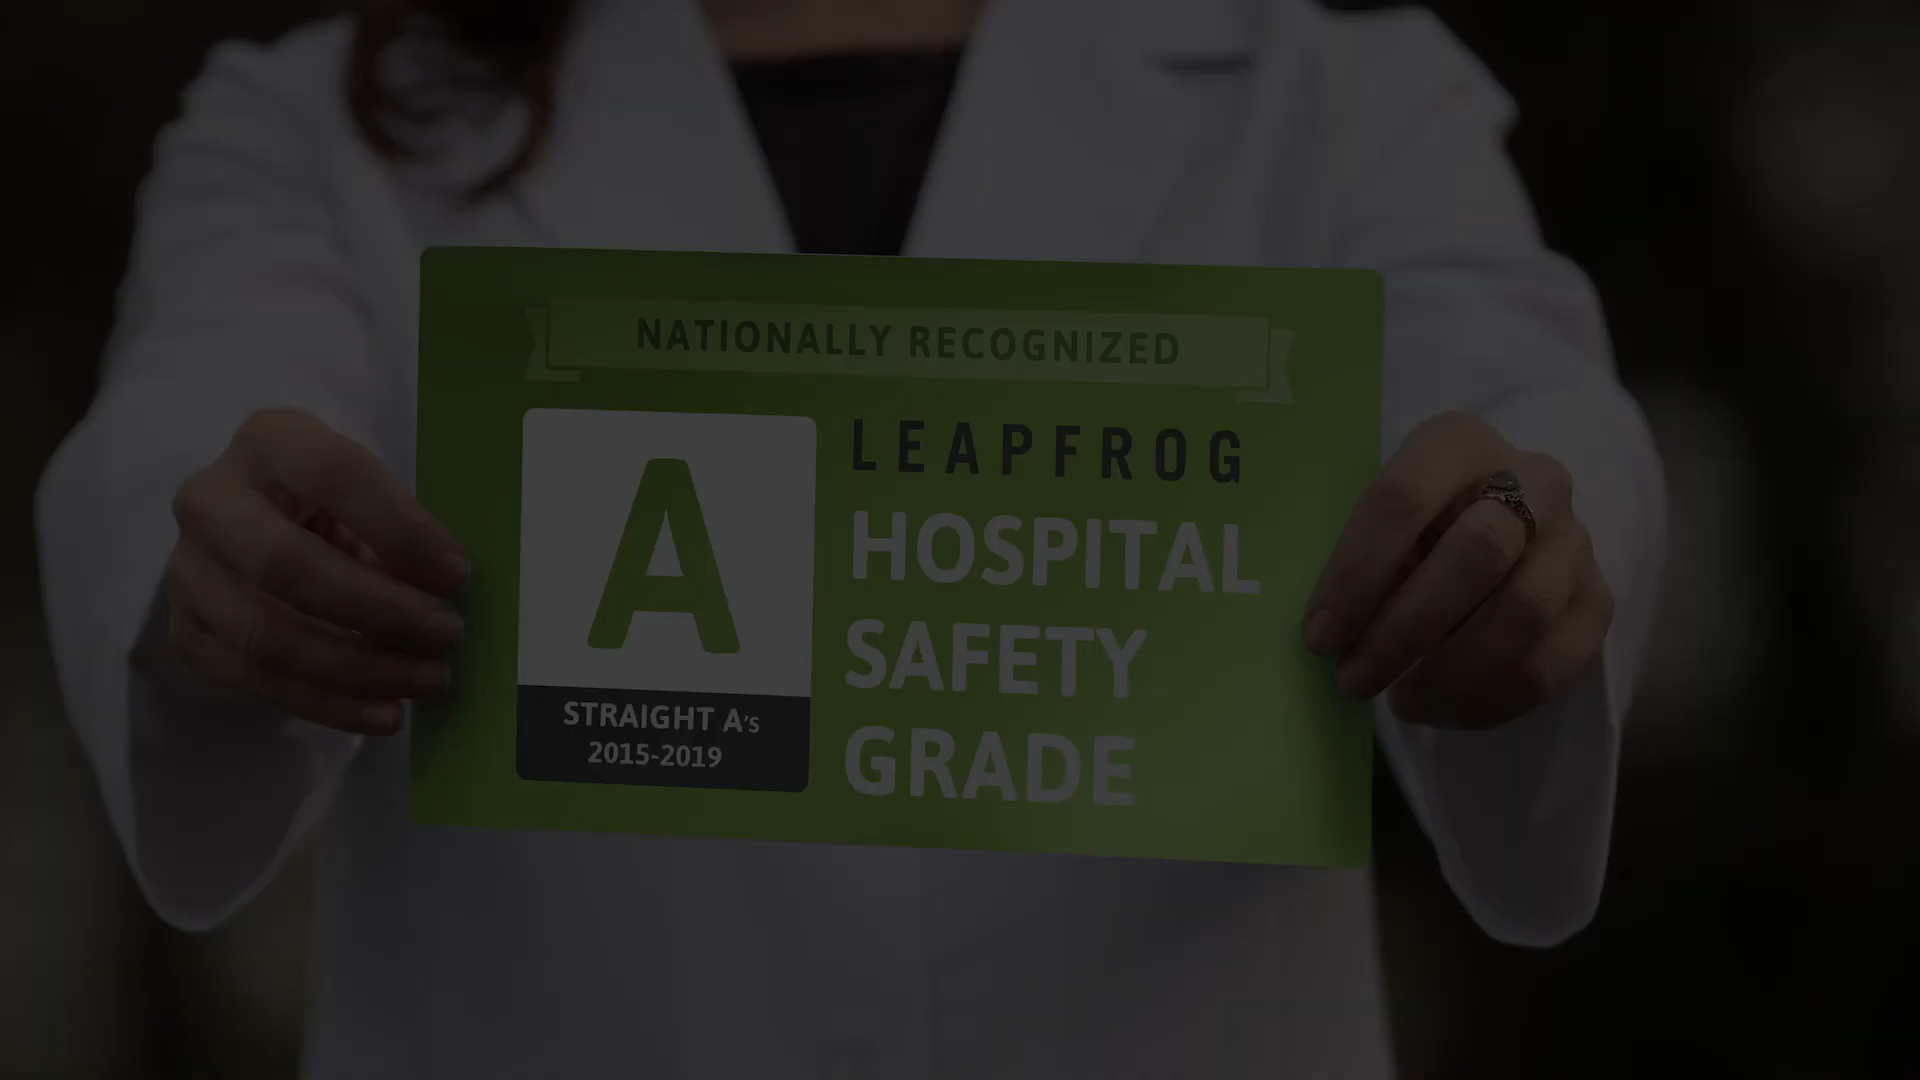 NATIONALLY RECOGNIZED
A
STRAIGHT A's
2015-2019
LEAPFROG
HOSPITAL
SAFETY
GRADE